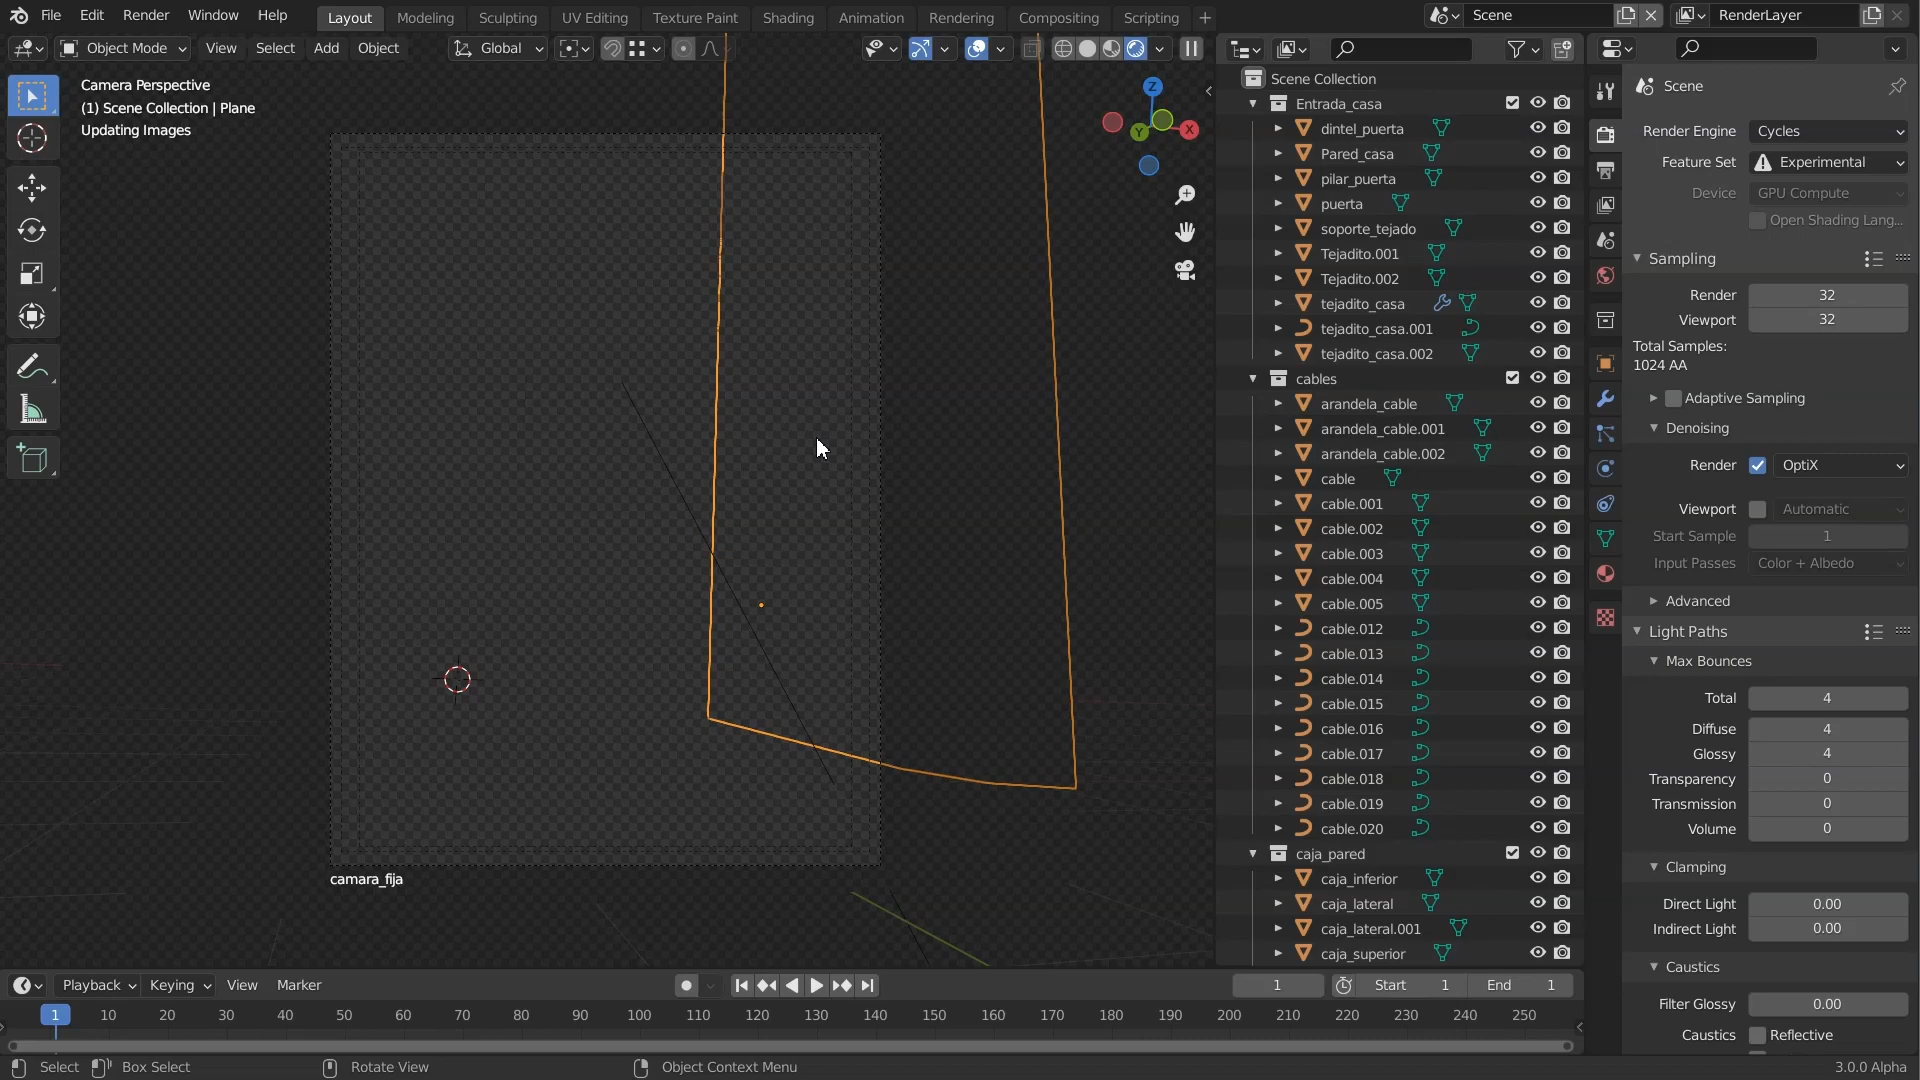 File Edit Render Window Help Layout Modeling Sculpting UV Editing Texture Paint Shading Animation Rendering Compositing Scripting + Scene RenderLayer
Object Mode View Select Add Object Global
Camera Perspective
(1) Scene Collection | Plane
Updating Images
Z
Y
X
camara_fija
Scene Collection
Entrada_casa
dintel_puerta
Pared_casa
pilar_puerta
puerta
soporte_tejado
Tejadito.001
Tejadito.002
tejadito_casa
tejadito_casa.001
tejadito_casa.002
cables
arandela_cable
arandela_cable.001
arandela_cable.002
cable
cable.001
cable.002
cable.003
cable.004
cable.005
cable.012
cable.013
cable.014
cable.015
cable.016
cable.017
cable.018
cable.019
cable.020
caja_pared
caja_inferior
caja_lateral
caja_lateral.001
caja_superior
Scene
Render Engine Cycles
Feature Set Experimental
Device GPU Compute
Open Shading Lang...
Sampling
Render 32
Viewport 32
Total Samples:
1024 AA
Adaptive Sampling
Denoising
Render OptiX
Viewport Automatic
Start Sample 1
Input Passes Color + Albedo
Advanced
Light Paths
Max Bounces
Total 4
Diffuse 4
Glossy 4
Transparency 0
Transmission 0
Volume 0
Clamping
Direct Light 0.00
Indirect Light 0.00
Caustics
Filter Glossy 0.00
Caustics Reflective
Playback Keying View Marker 1 Start 1 End 1
1 10 20 30 40 50 60 70 80 90 100 110 120 130 140 150 160 170 180 190 200 210 220 230 240 250
Select Box Select Rotate View Object Context Menu 3.0.0 Alpha